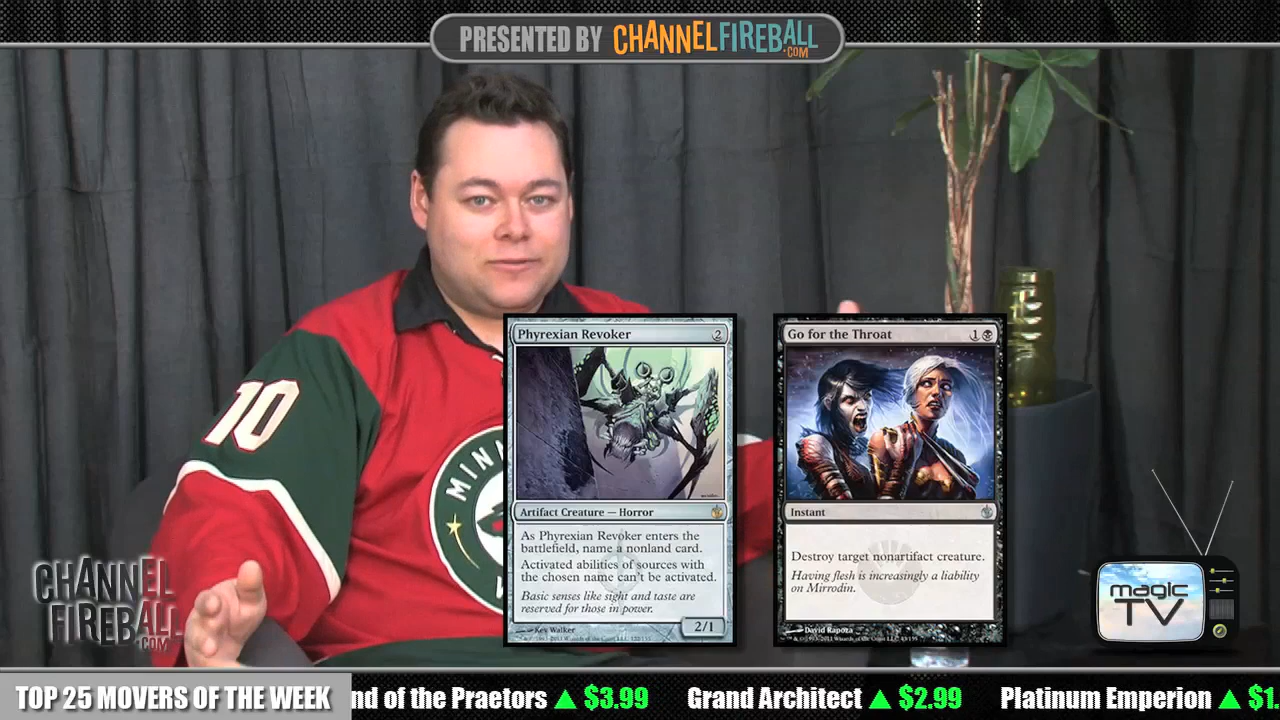 PRESENTED BY CHANNELFIREBALL.COM
10
MINN
Phyrexian Revoker 2
Artifact Creature — Horror
As Phyrexian Revoker enters the
battlefield, name a nonland card.
Activated abilities of sources with
the chosen name can't be activated.
Basic senses like sight and taste are
reserved for those in power.
2/1
Kev Walker
Go for the Throat 1
Instant
Destroy target nonartifact creature.
Having flesh is increasingly a liability
on Mirrodin.
David Rapoza
CHANNEL
FIREBALL
.COM
magic
TV
TOP 25 MOVERS OF THE WEEK nd of the Praetors ▲ $3.99 Grand Architect ▲ $2.99 Platinum Emperion ▲ $1.